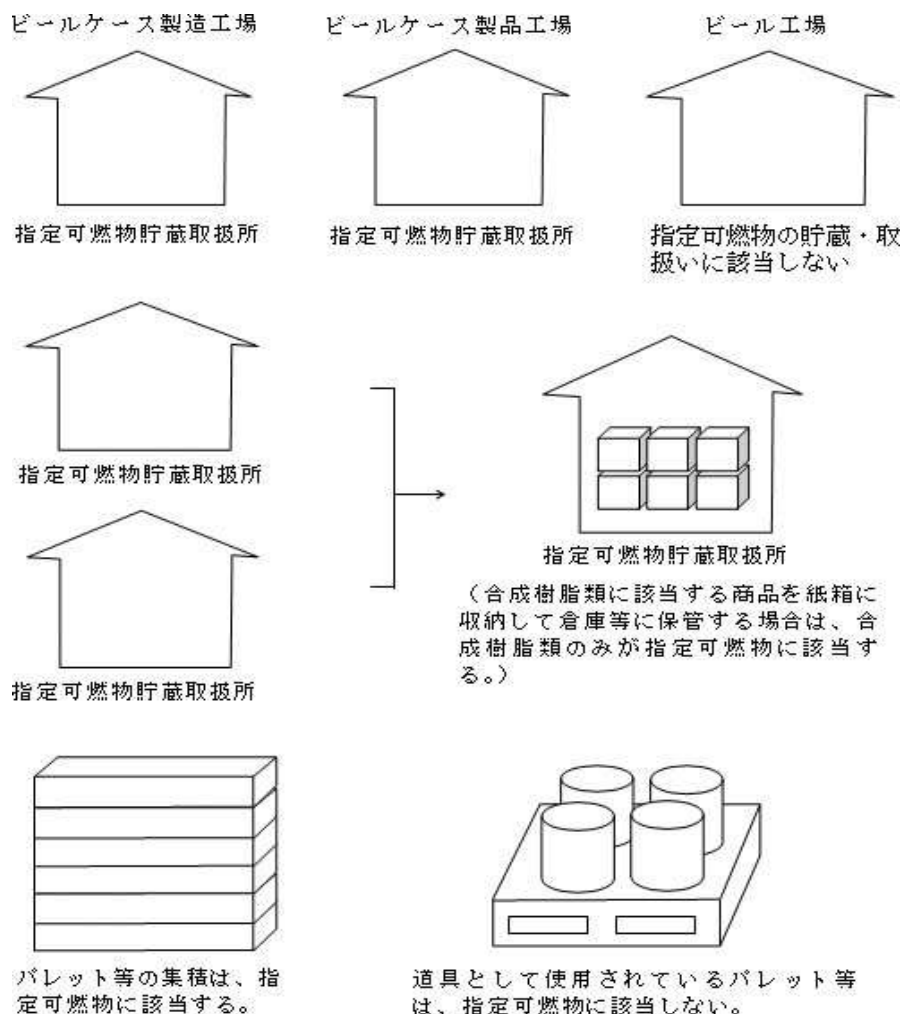 ビールケース製造工場
ビールケース製品工場
ビール工場
指定可燃物貯蔵取扱所
指定可燃物貯蔵取扱所
指定可燃物の貯蔵・取
扱いに該当しない
指定可燃物貯蔵取扱所
指定可燃物貯蔵取扱所
指定可燃物貯蔵取扱所
（合成樹脂類に該当する商品を紙箱に
収納して倉庫等に保管する場合は、合
成樹脂類のみが指定可燃物に該当す
る。）
パレット等の集積は、指
定可燃物に該当する。
道具として使用されているパレット等
は、指定可燃物に該当しない。